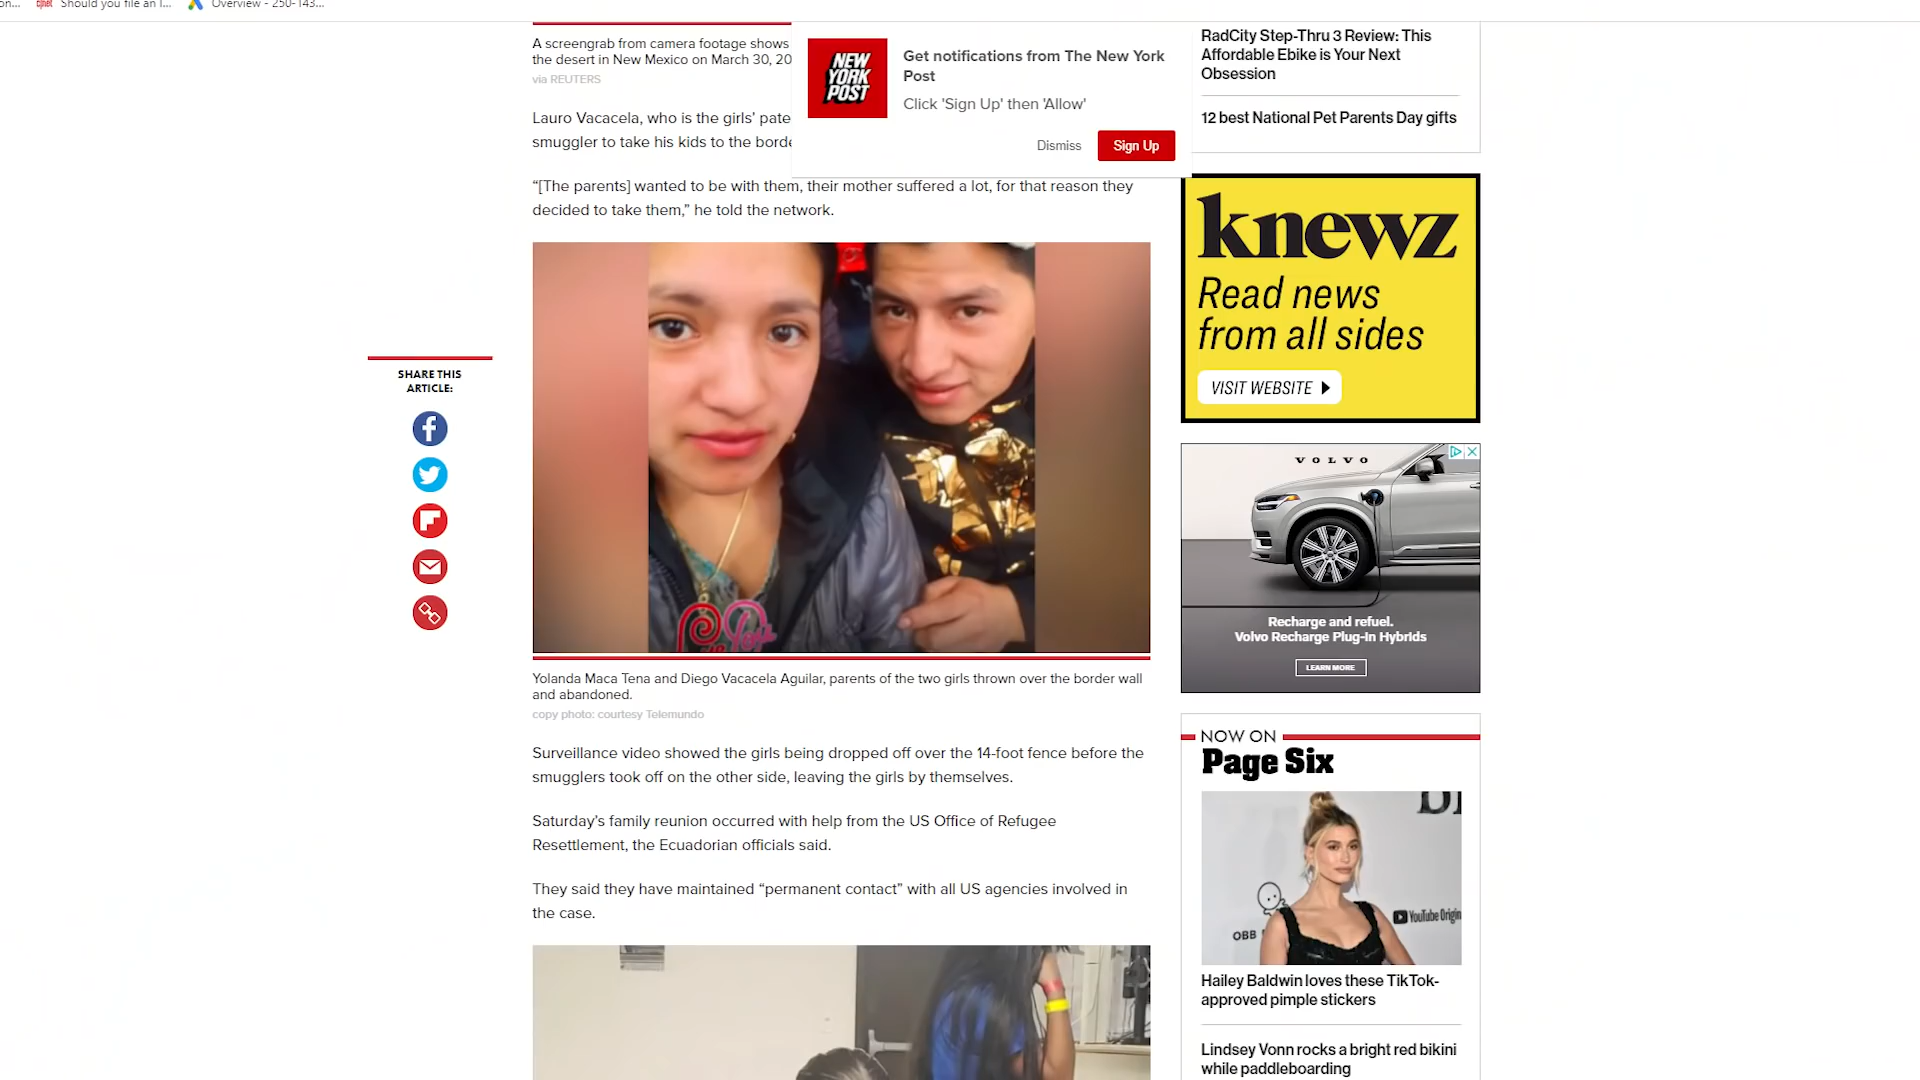 Should you file an I...
Overview - 250-143...
A screengrab from camera footage shows
the desert in New Mexico on March 30, 20
via REUTERS
Lauro Vacacela, who is the girls’ pate
smuggler to take his kids to the borde
“[The parents] wanted to be with them, their mother suffered a lot, for that reason they
decided to take them,” he told the network.
NEW
YORK
POST
Get notifications from The New York
Post
Click 'Sign Up' then 'Allow'
Dismiss
Sign Up
SHARE THIS
ARTICLE:
Yolanda Maca Tena and Diego Vacacela Aguilar, parents of the two girls thrown over the border wall
and abandoned.
copy photo: courtesy Telemundo
Surveillance video showed the girls being dropped off over the 14-foot fence before the
smugglers took off on the other side, leaving the girls by themselves.
Saturday’s family reunion occurred with help from the US Office of Refugee
Resettlement, the Ecuadorian officials said.
They said they have maintained “permanent contact” with all US agencies involved in
the case.
RadCity Step-Thru 3 Review: This
Affordable Ebike is Your Next
Obsession
12 best National Pet Parents Day gifts
knewz
Read news
from all sides
VISIT WEBSITE
VOLVO
Recharge and refuel.
Volvo Recharge Plug-In Hybrids
LEARN MORE
NOW ON
Page Six
YouTube Origin
OBB
Hailey Baldwin loves these TikTok-
approved pimple stickers
Lindsey Vonn rocks a bright red bikini
while paddleboarding